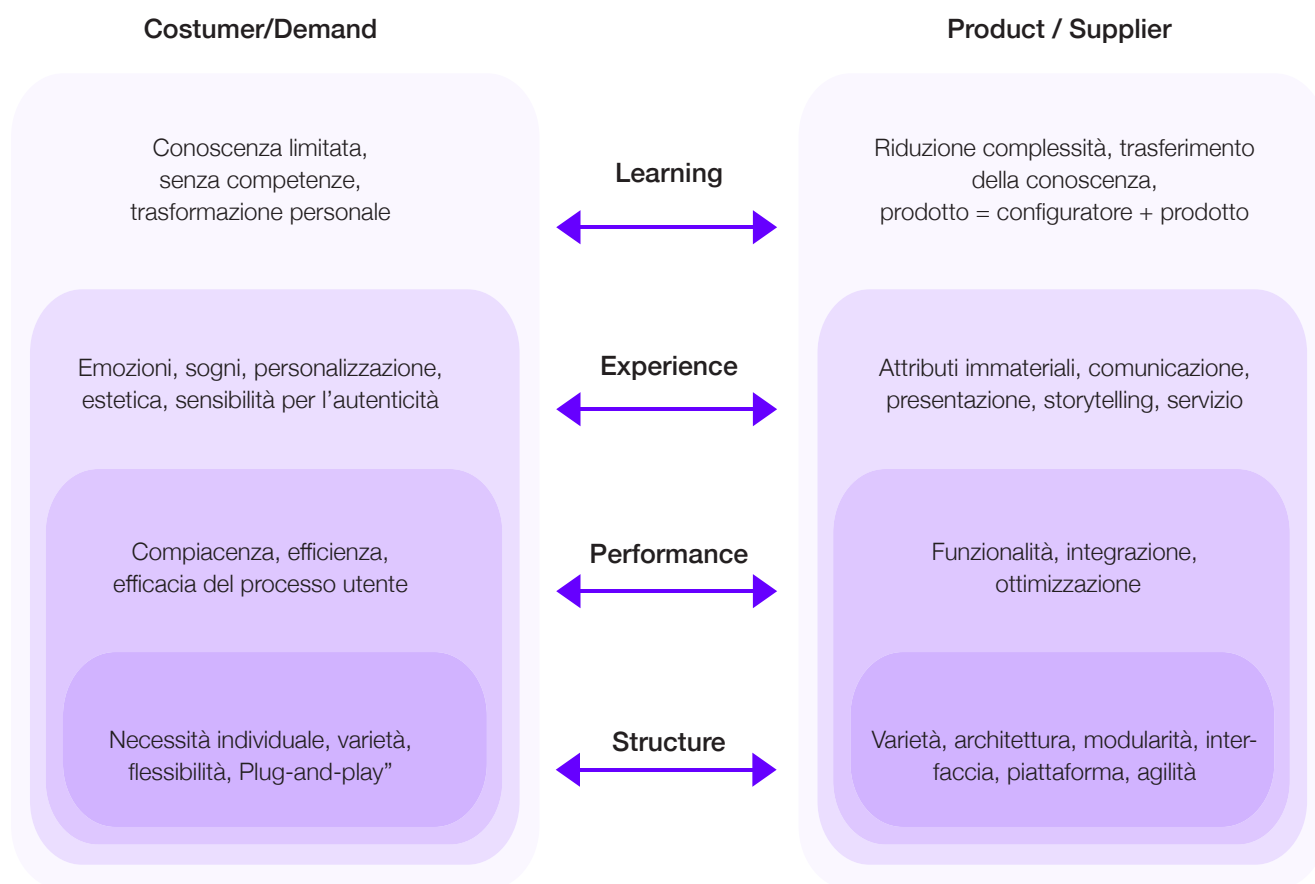 Costumer/Demand
Product / Supplier
Conoscenza limitata,
senza competenze,
trasformazione personale
Learning
Riduzione complessità, trasferimento
della conoscenza,
prodotto = configuratore + prodotto
Emozioni, sogni, personalizzazione,
estetica, sensibilità per l’autenticità
Experience
Attributi immateriali, comunicazione,
presentazione, storytelling, servizio
Compiacenza, efficienza,
efficacia del processo utente
Performance
Funzionalità, integrazione,
ottimizzazione
Necessità individuale, varietà,
flessibilità, Plug-and-play”
Structure
Varietà, architettura, modularità, inter-
faccia, piattaforma, agilità